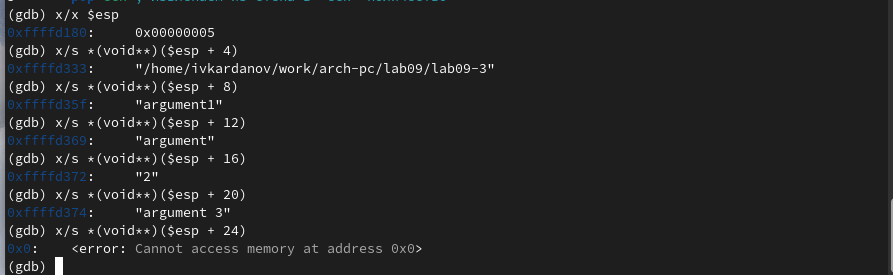 (gdb) x/x $esp
0xffffd180: 0x00000005
(gdb) x/s *(void**)($esp + 4)
0xffffd333: "/home/ivkardanov/work/arch-pc/lab09/lab09-3"
(gdb) x/s *(void**)($esp + 8)
0xffffd35f: "argument1"
(gdb) x/s *(void**)($esp + 12)
0xffffd369: "argument"
(gdb) x/s *(void**)($esp + 16)
0xffffd372: "2"
(gdb) x/s *(void**)($esp + 20)
0xffffd374: "argument 3"
(gdb) x/s *(void**)($esp + 24)
0x0: <error: Cannot access memory at address 0x0>
(gdb)